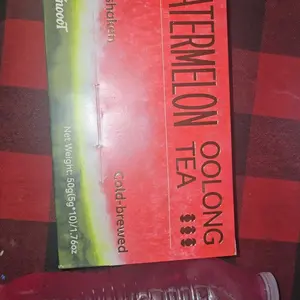 WATERMELON
OOLONG
TEA
Cold-brewed
Net Weight: 50g(5g*10)/1.76oz